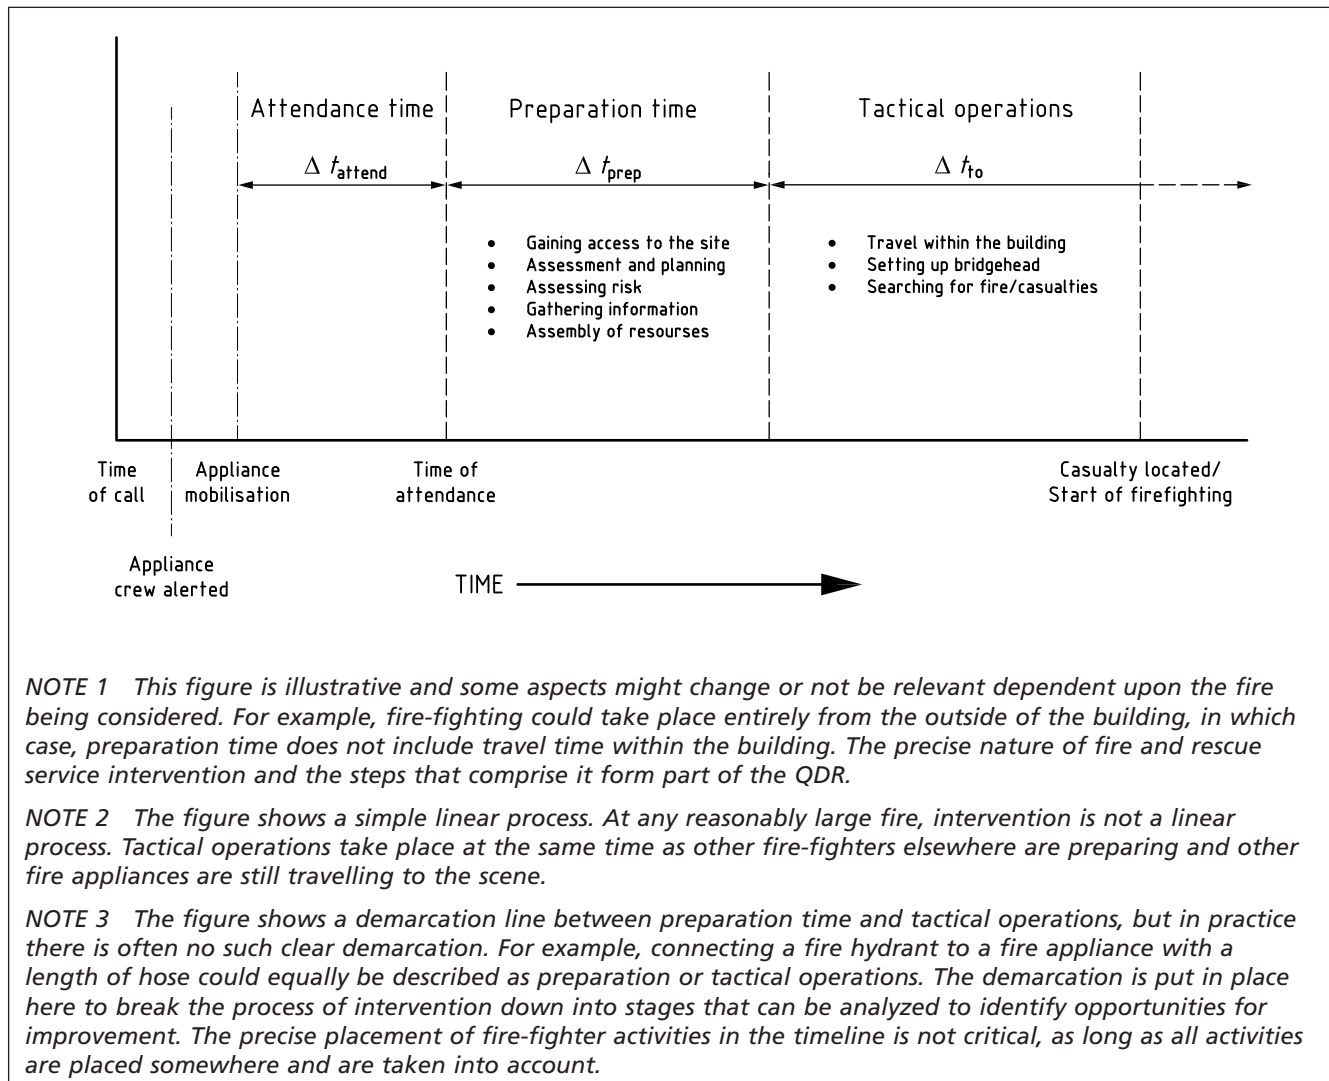 Attendance time Preparation time Tactical operations
Δ tattend Δ tprep Δ tto
• Gaining access to the site
• Assessment and planning
• Assessing risk
• Gathering information
• Assembly of resourses
• Travel within the building
• Setting up bridgehead
• Searching for fire/casualties
Time
of call
Appliance
crew alerted
Appliance
mobilisation
Time of
attendance
Casualty located/
Start of firefighting
TIME
NOTE 1 This figure is illustrative and some aspects might change or not be relevant dependent upon the fire
being considered. For example, fire-fighting could take place entirely from the outside of the building, in which
case, preparation time does not include travel time within the building. The precise nature of fire and rescue
service intervention and the steps that comprise it form part of the QDR.
NOTE 2 The figure shows a simple linear process. At any reasonably large fire, intervention is not a linear
process. Tactical operations take place at the same time as other fire-fighters elsewhere are preparing and other
fire appliances are still travelling to the scene.
NOTE 3 The figure shows a demarcation line between preparation time and tactical operations, but in practice
there is often no such clear demarcation. For example, connecting a fire hydrant to a fire appliance with a
length of hose could equally be described as preparation or tactical operations. The demarcation is put in place
here to break the process of intervention down into stages that can be analyzed to identify opportunities for
improvement. The precise placement of fire-fighter activities in the timeline is not critical, as long as all activities
are placed somewhere and are taken into account.